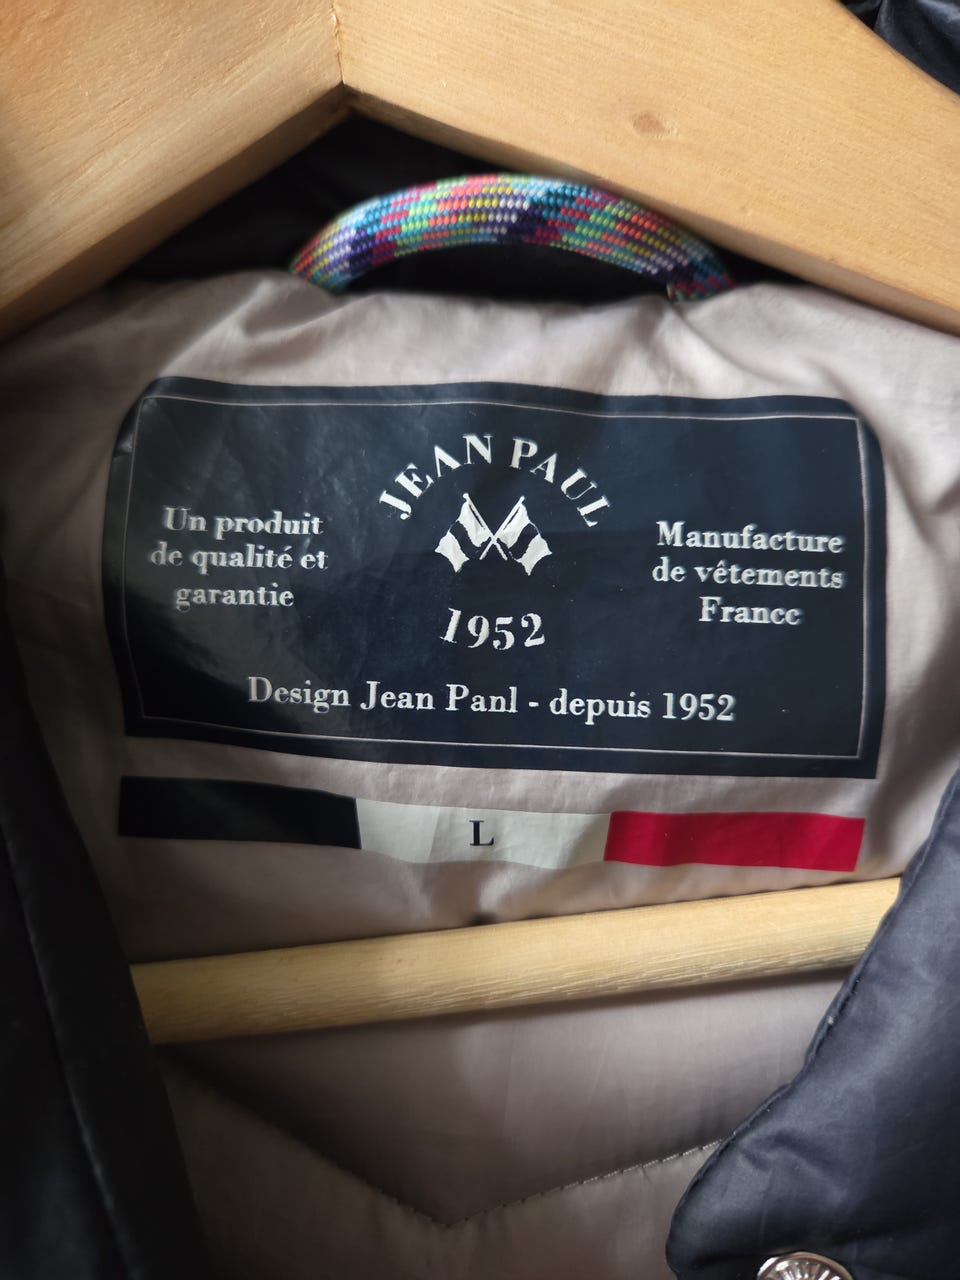 JEAN PAUL
Un produit
de qualité et
garantie
Manufacture
de vêtements
Francc
1952
Design Jean Panl - depuis 1952
L